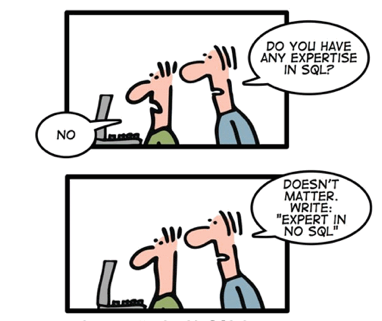 DO YOU HAVE
ANY EXPERTISE
IN SQL?
NO
DOESN'T
MATTER.
WRITE:
"EXPERT IN
NO SQL"